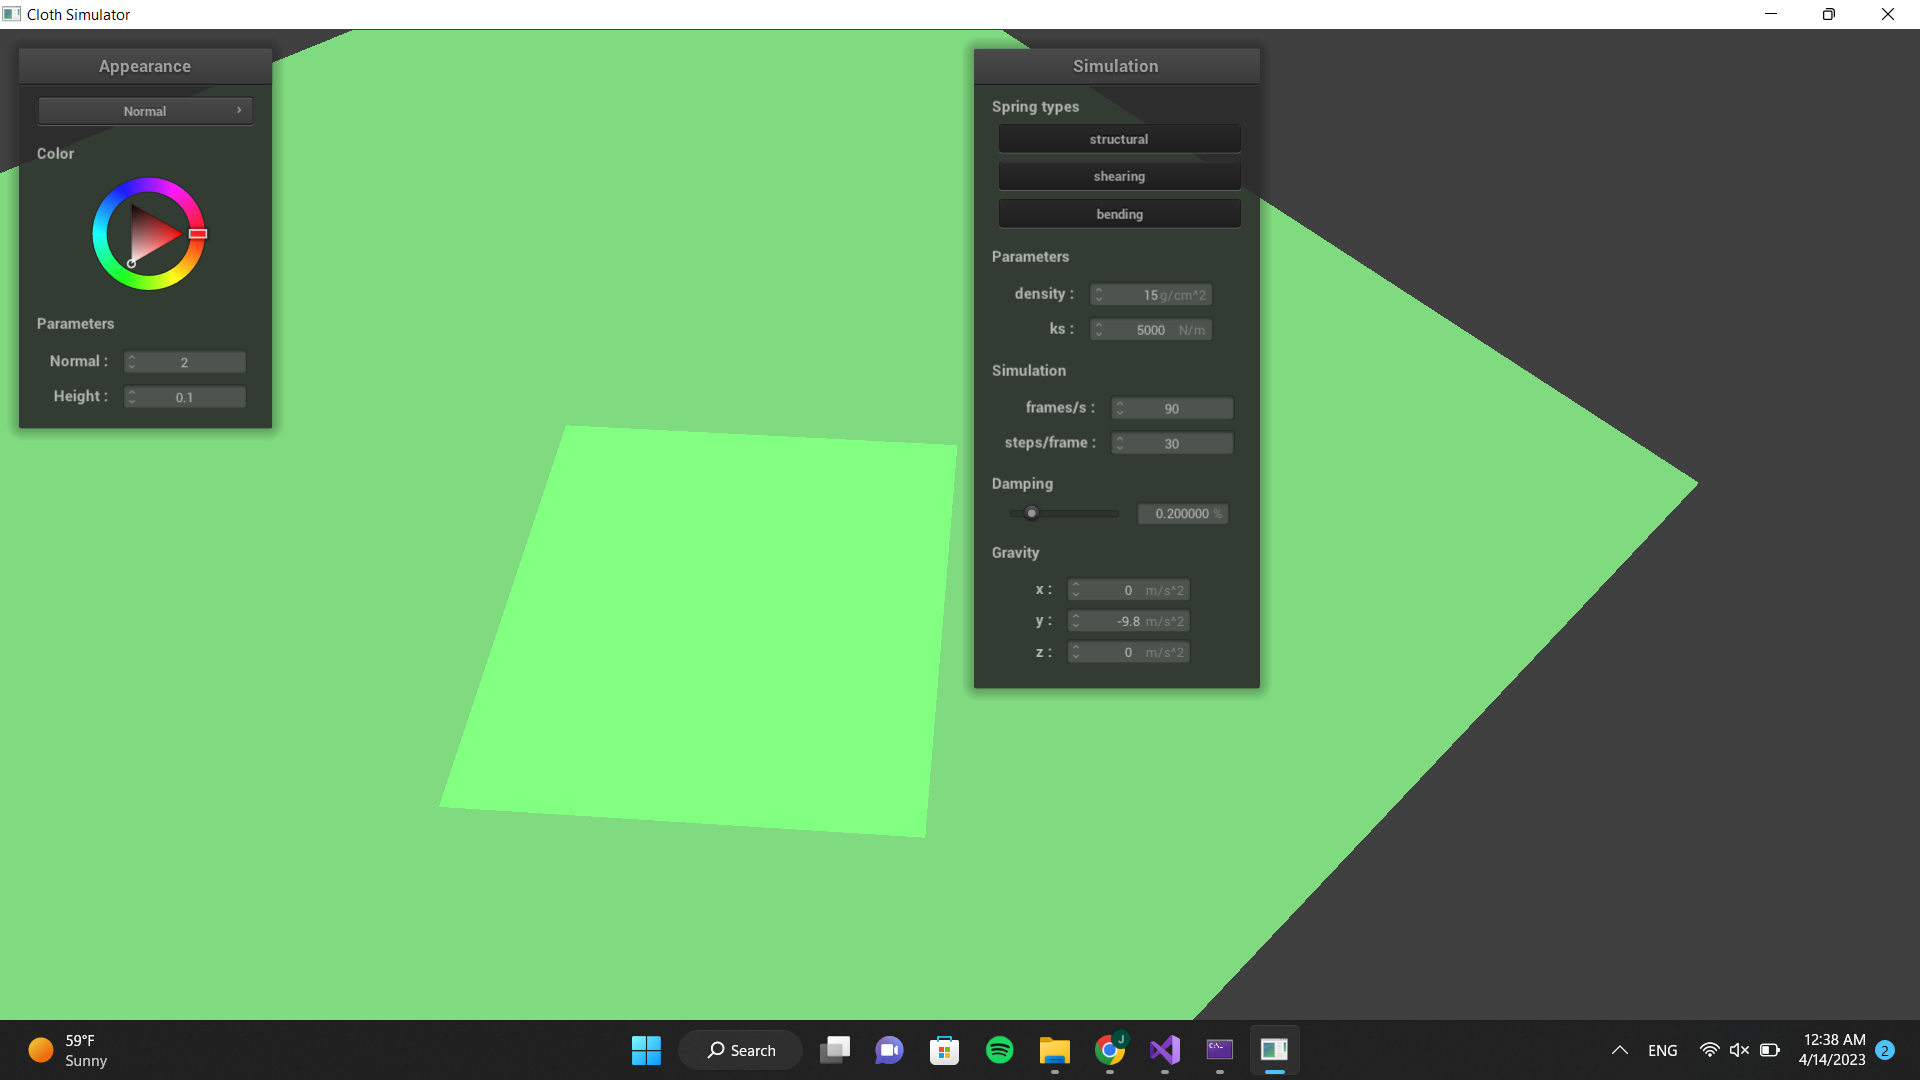 Cloth Simulator
Appearance
Normal
Color
Parameters
Normal : 2
Height : 0.1
Simulation
Spring types
structural
shearing
bending
Parameters
density : 15 g/cm^2
ks : 5000 N/m
Simulation
frames/s : 90
steps/frame : 30
Damping
0.200000 %
Gravity
x : 0 m/s^2
y : -9.8 m/s^2
z : 0 m/s^2
59°F
Sunny
Search
J
C:\_
ENG
12:38 AM
4/14/2023
2